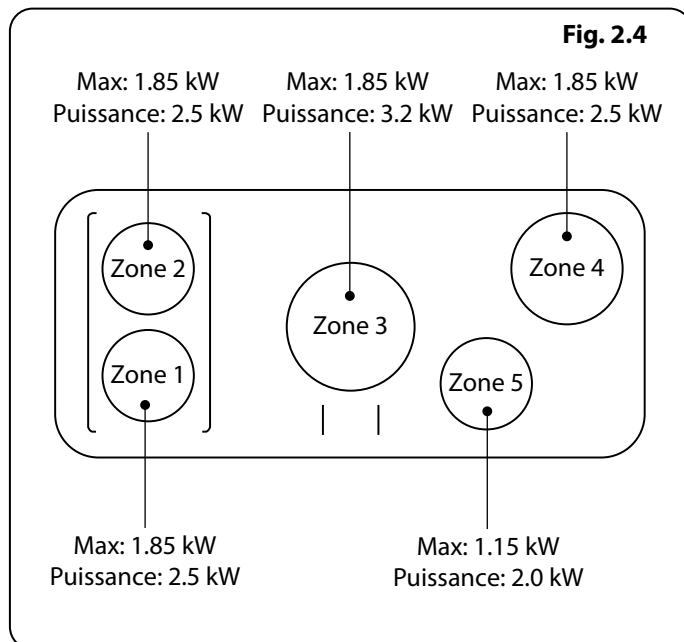 Fig. 2.4
Max: 1.85 kW
Puissance: 2.5 kW
Max: 1.85 kW
Puissance: 3.2 kW
Max: 1.85 kW
Puissance: 2.5 kW
Zone 2
Zone 4
Zone 3
Zone 1
Zone 5
Max: 1.85 kW
Puissance: 2.5 kW
Max: 1.15 kW
Puissance: 2.0 kW